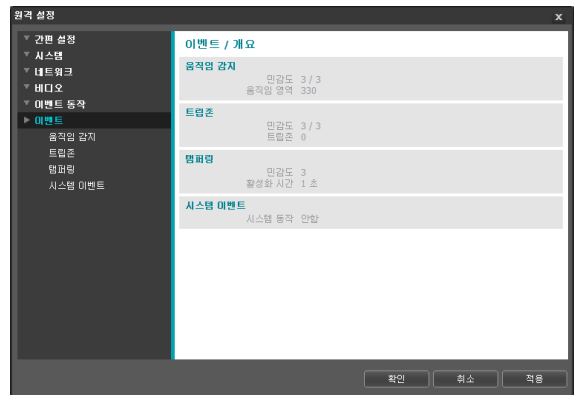 원격 설정
x
간편 설정
시스템
네트워크
비디오
이벤트 동작
이벤트
움직임 감지
트립존
탬퍼링
시스템 이벤트
이벤트 / 개요
움직임 감지
민감도 3 / 3
움직임 영역 330
트립존
민감도 3 / 3
트립존 0
탬퍼링
민감도 3
활성화 시간 1 초
시스템 이벤트
시스템 동작 안함
확인
취소
적용